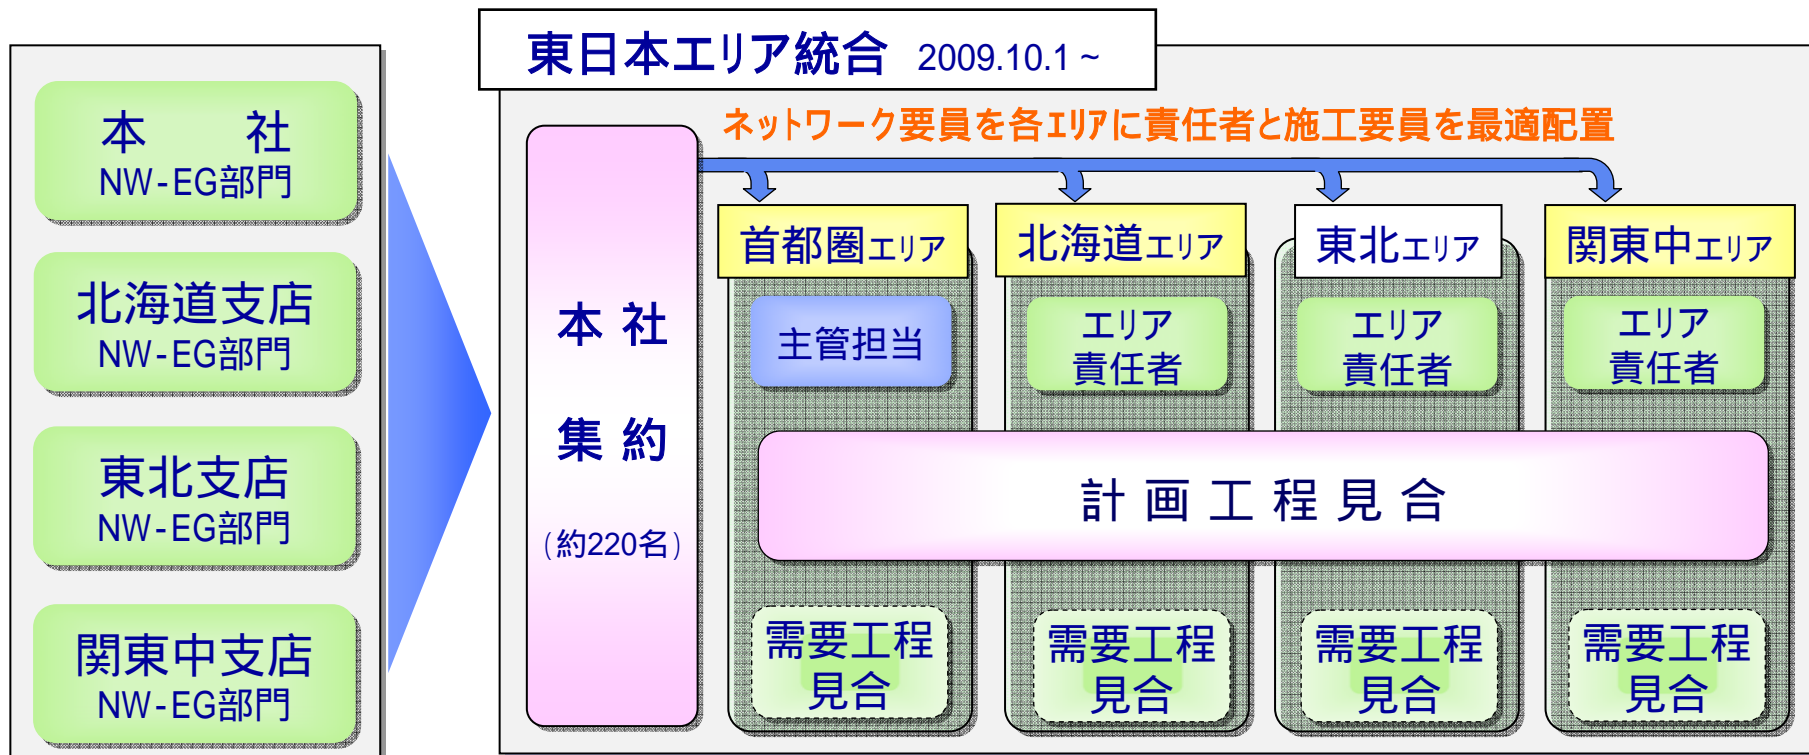 本 社
NW-EG部門
北海道支店
NW-EG部門
東北支店
NW-EG部門
関東中支店
NW-EG部門
東日本エリア統合 2009.10.1 ~
ネットワーク要員を各エリアに責任者と施工要員を最適配置
本 社
集 約
(約220名)
首都圏エリア
主管担当
北海道エリア
エリア
責任者
東北エリア
エリア
責任者
関東中エリア
エリア
責任者
計 画 工 程 見 合
需要工程
見合
需要工程
見合
需要工程
見合
需要工程
見合